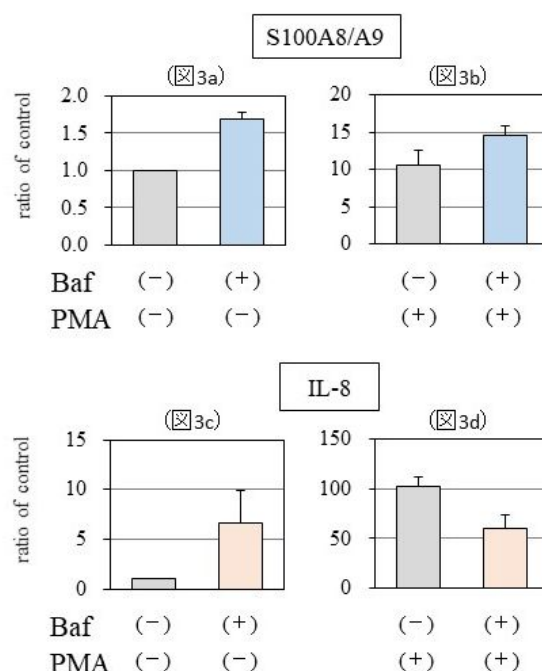 S100A8/A9
(図3a)
(図3b)
ratio of control
2.0
1.5
1.0
0.5
0.0
20
15
10
5
0
Baf (−) (+) (−) (+)
PMA (−) (−) (+) (+)
IL-8
(図3c)
(図3d)
ratio of control
15
10
5
0
150
100
50
0
Baf (−) (+) (−) (+)
PMA (−) (−) (+) (+)